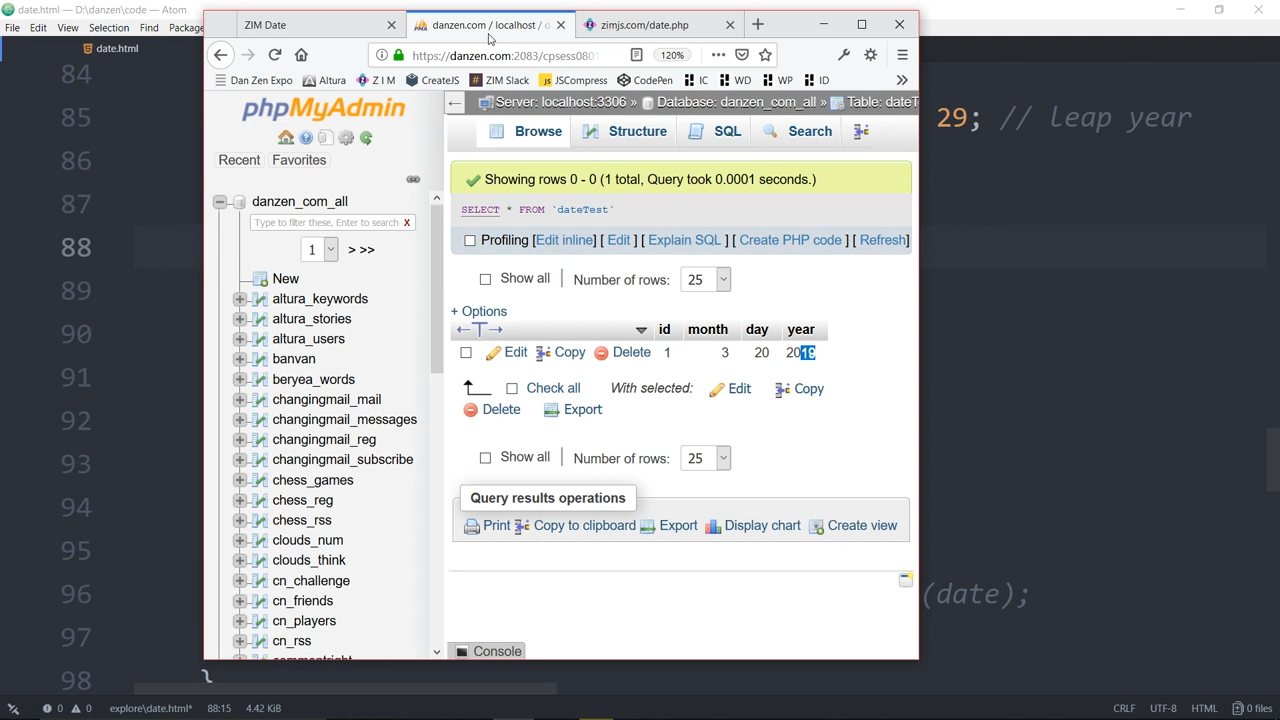 date.html — D:\danzen\code — Atom
File Edit View Selection Find Package
date.html
84
85
86
87
88
89
90
91
92
93
94
95
96
97
98
29; // leap year
(date);
}
ZIM Date
danzen.com / localhost / d
zimjs.com/date.php
https://danzen.com:2083/cpsess080
120%
Dan Zen Expo Altura Z I M CreateJS ZIM Slack JSCompress CodePen IC WD WP ID
phpMyAdmin
Recent Favorites
danzen_com_all
Type to filter these, Enter to search X
1 > >>
New
altura_keywords
altura_stories
altura_users
banvan
beryea_words
changingmail_mail
changingmail_messages
changingmail_reg
changingmail_subscribe
chess_games
chess_reg
chess_rss
clouds_num
clouds_think
cn_challenge
cn_friends
cn_players
cn_rss
Server: localhost:3306 » Database: danzen_com_all » Table: dateT
Browse Structure SQL Search
Showing rows 0 - 0 (1 total, Query took 0.0001 seconds.)
SELECT * FROM `dateTest`
Profiling [Edit inline] [ Edit ] [ Explain SQL ] [ Create PHP code ] [ Refresh]
Show all Number of rows: 25
+ Options
id month day year
Edit Copy Delete 1 3 20 2019
Check all With selected: Edit Copy
Delete Export
Show all Number of rows: 25
Query results operations
Print Copy to clipboard Export Display chart Create view
Console
0 0 explore\date.html* 88:15 4.42 KiB CRLF UTF-8 HTML 0 files